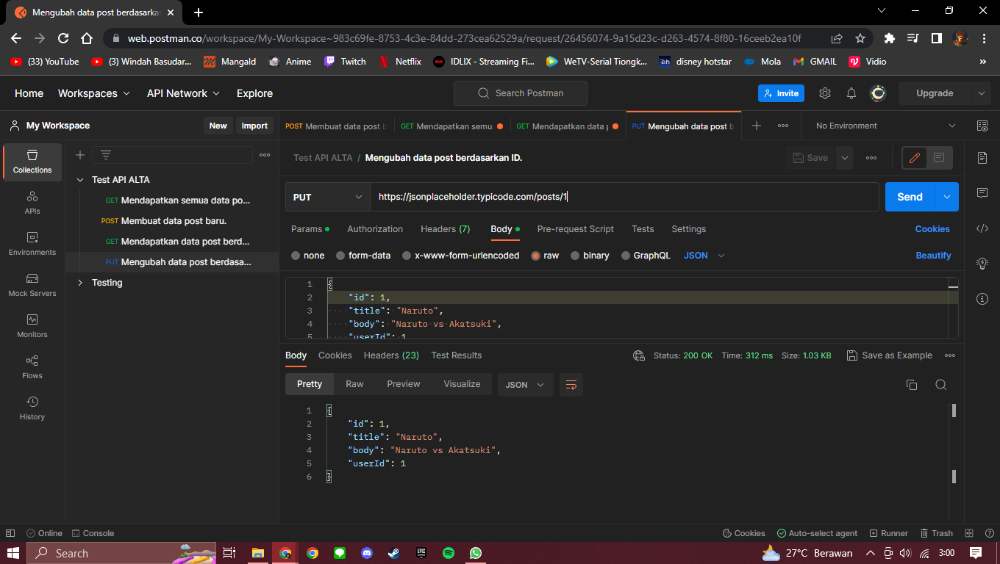 Mengubah data post berdasarkan
web.postman.co/workspace/My-Workspace~983c69fe-8753-4c3e-84dd-273cea62529a/request/26456074-9a15d23c-d263-4574-8f80-16ceeb2ea10f
(33) YouTube (3) Windah Basudar... Mangald Anime Twitch Netflix IDLIX - Streaming Fi... WeTV-Serial Tiongk... disney hotstar Mola GMAIL Vidio »
Home Workspaces API Network Explore Search Postman Invite Upgrade
My Workspace New Import
POST Membuat data post b GET Mendapatkan semu GET Mendapatkan data p PUT Mengubah data post b No Environment
Collections
APIs
Environments
Mock Servers
Monitors
Flows
History
Test API ALTA
GET Mendapatkan semua data po...
POST Membuat data post baru.
GET Mendapatkan data post berd...
PUT Mengubah data post berdasa...
Testing
Test API ALTA / Mengubah data post berdasarkan ID. Save
PUT https://jsonplaceholder.typicode.com/posts/1 Send
Params Authorization Headers (7) Body Pre-request Script Tests Settings Cookies
none form-data x-www-form-urlencoded raw binary GraphQL JSON Beautify
1 {
2 "id": 1,
3 "title": "Naruto",
4 "body": "Naruto vs Akatsuki",
5 "userId": 1
Body Cookies Headers (23) Test Results Status: 200 OK Time: 312 ms Size: 1.03 KB Save as Example
Pretty Raw Preview Visualize JSON
1 {
2 "id": 1,
3 "title": "Naruto",
4 "body": "Naruto vs Akatsuki",
5 "userId": 1
6 }
Online Console Cookies Auto-select agent Runner Trash
Search 27°C Berawan 3:00